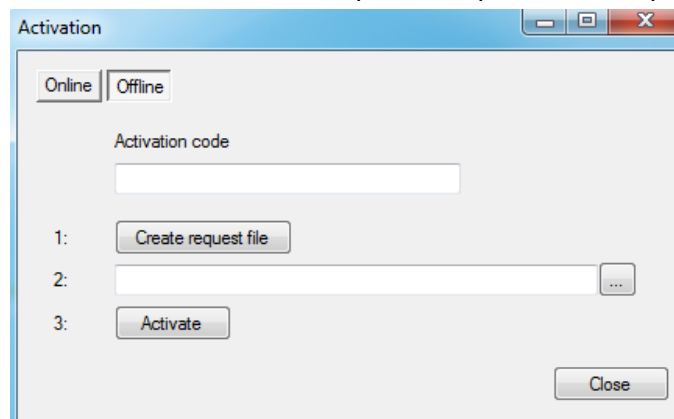 Activation
Online Offline
Activation code
1: Create request file
2: ...
3: Activate
Close